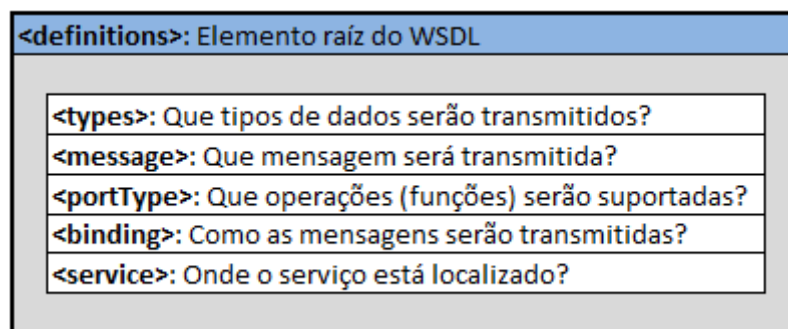 <definitions>: Elemento raíz do WSDL
<types>: Que tipos de dados serão transmitidos?
<message>: Que mensagem será transmitida?
<portType>: Que operações (funções) serão suportadas?
<binding>: Como as mensagens serão transmitidas?
<service>: Onde o serviço está localizado?